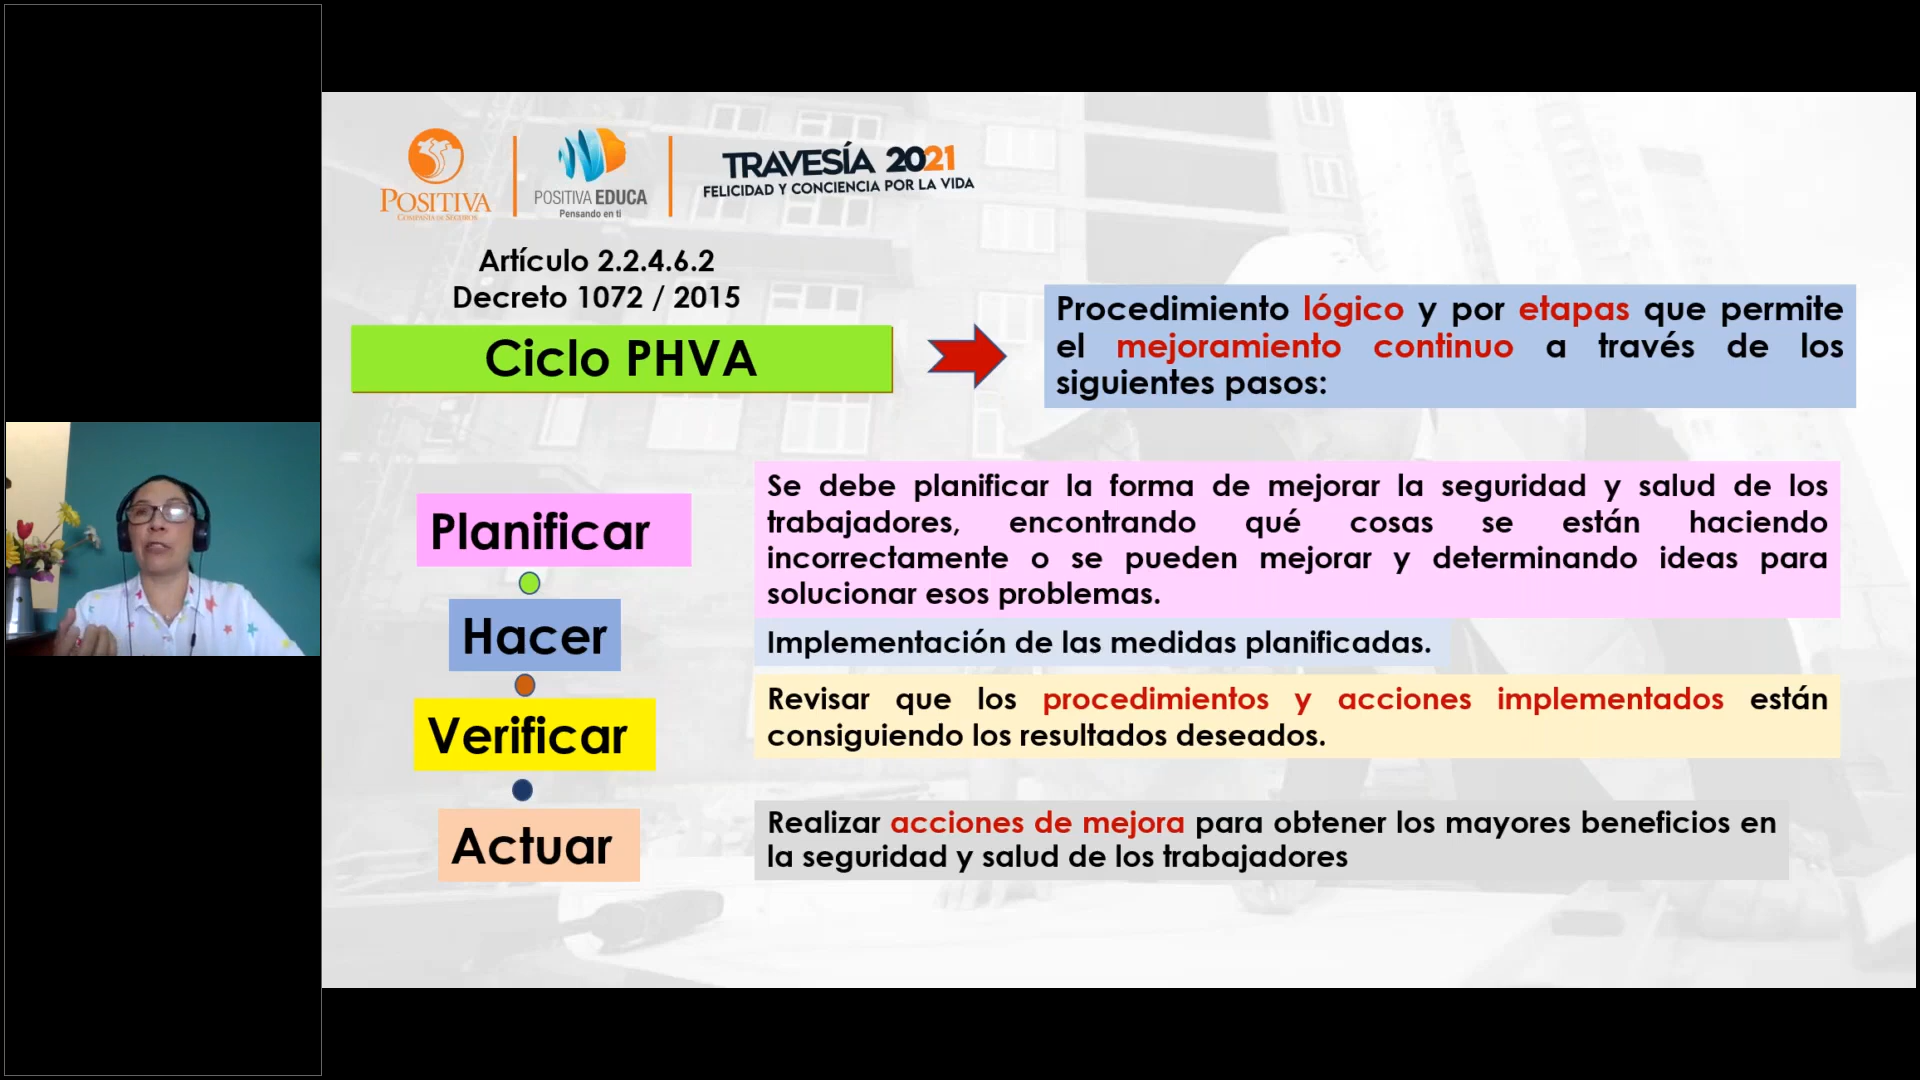 POSITIVA
COMPAÑÍA DE SEGUROS
POSITIVA EDUCA
Pensando en ti
TRAVESÍA 2021
FELICIDAD Y CONCIENCIA POR LA VIDA
Artículo 2.2.4.6.2
Decreto 1072 / 2015
Ciclo PHVA
Procedimiento lógico y por etapas que permite
el mejoramiento continuo a través de los
siguientes pasos:
Planificar
Se debe planificar la forma de mejorar la seguridad y salud de los
trabajadores, encontrando qué cosas se están haciendo
incorrectamente o se pueden mejorar y determinando ideas para
solucionar esos problemas.
Hacer
Implementación de las medidas planificadas.
Verificar
Revisar que los procedimientos y acciones implementados están
consiguiendo los resultados deseados.
Actuar
Realizar acciones de mejora para obtener los mayores beneficios en
la seguridad y salud de los trabajadores